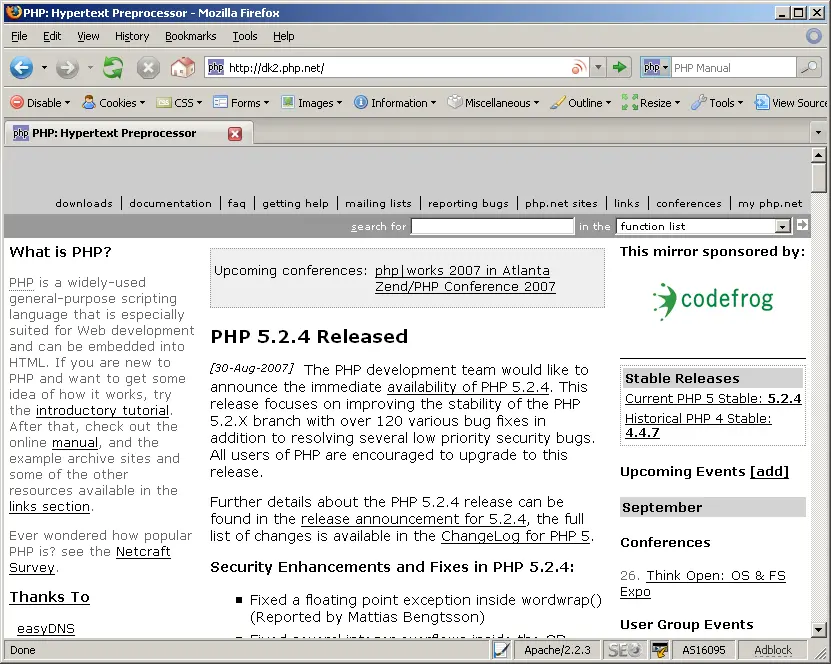 PHP: Hypertext Preprocessor - Mozilla Firefox
File Edit View History Bookmarks Tools Help
php http://dk2.php.net/ php PHP Manual
Disable Cookies CSS Forms Images Information Miscellaneous Outline Resize Tools View Source
php PHP: Hypertext Preprocessor
downloads | documentation | faq | getting help | mailing lists | reporting bugs | php.net sites | links | conferences | my php.net
search for in the function list
What is PHP?
PHP is a widely-used
general-purpose scripting
language that is especially
suited for Web development
and can be embedded into
HTML. If you are new to
PHP and want to get some
idea of how it works, try
the introductory tutorial.
After that, check out the
online manual, and the
example archive sites and
some of the other
resources available in the
links section.
Ever wondered how popular
PHP is? see the Netcraft
Survey.
Thanks To
easyDNS
Upcoming conferences: php|works 2007 in Atlanta
Zend/PHP Conference 2007
PHP 5.2.4 Released
[30-Aug-2007] The PHP development team would like to
announce the immediate availability of PHP 5.2.4. This
release focuses on improving the stability of the PHP
5.2.X branch with over 120 various bug fixes in
addition to resolving several low priority security bugs.
All users of PHP are encouraged to upgrade to this
release.
Further details about the PHP 5.2.4 release can be
found in the release announcement for 5.2.4, the full
list of changes is available in the ChangeLog for PHP 5.
Security Enhancements and Fixes in PHP 5.2.4:
Fixed a floating point exception inside wordwrap()
(Reported by Mattias Bengtsson)
Fixed several integer overflows inside the GD
This mirror sponsored by:
codefrog
Stable Releases
Current PHP 5 Stable: 5.2.4
Historical PHP 4 Stable:
4.4.7
Upcoming Events [add]
September
Conferences
26. Think Open: OS & FS
Expo
User Group Events
Done Apache/2.2.3 SEO AS16095 Adblock